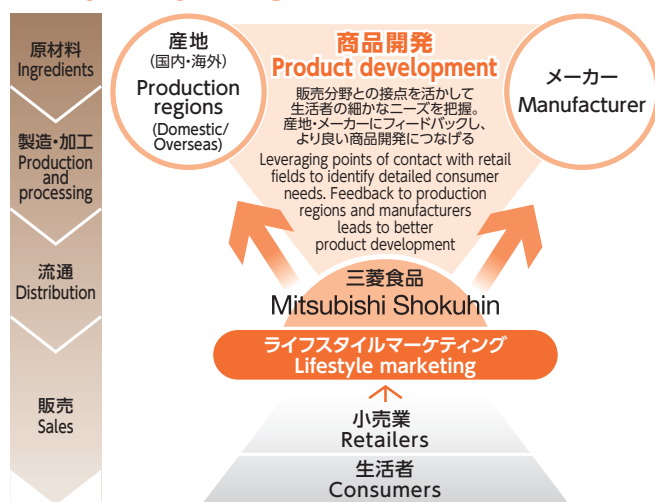 原材料
Ingredients
製造・加工
Production
and
processing
流通
Distribution
販売
Sales
産地
(国内・海外)
Production
regions
(Domestic/
Overseas)
商品開発
Product development
販売分野との接点を活かして
生活者の細かなニーズを把握。
産地・メーカーにフィードバックし、
より良い商品開発につなげる
Leveraging points of contact with retail
fields to identify detailed consumer
needs. Feedback to production
regions and manufacturers
leads to better
product development
メーカー
Manufacturer
三菱食品
Mitsubishi Shokuhin
ライフスタイルマーケティング
Lifestyle marketing
小売業
Retailers
生活者
Consumers